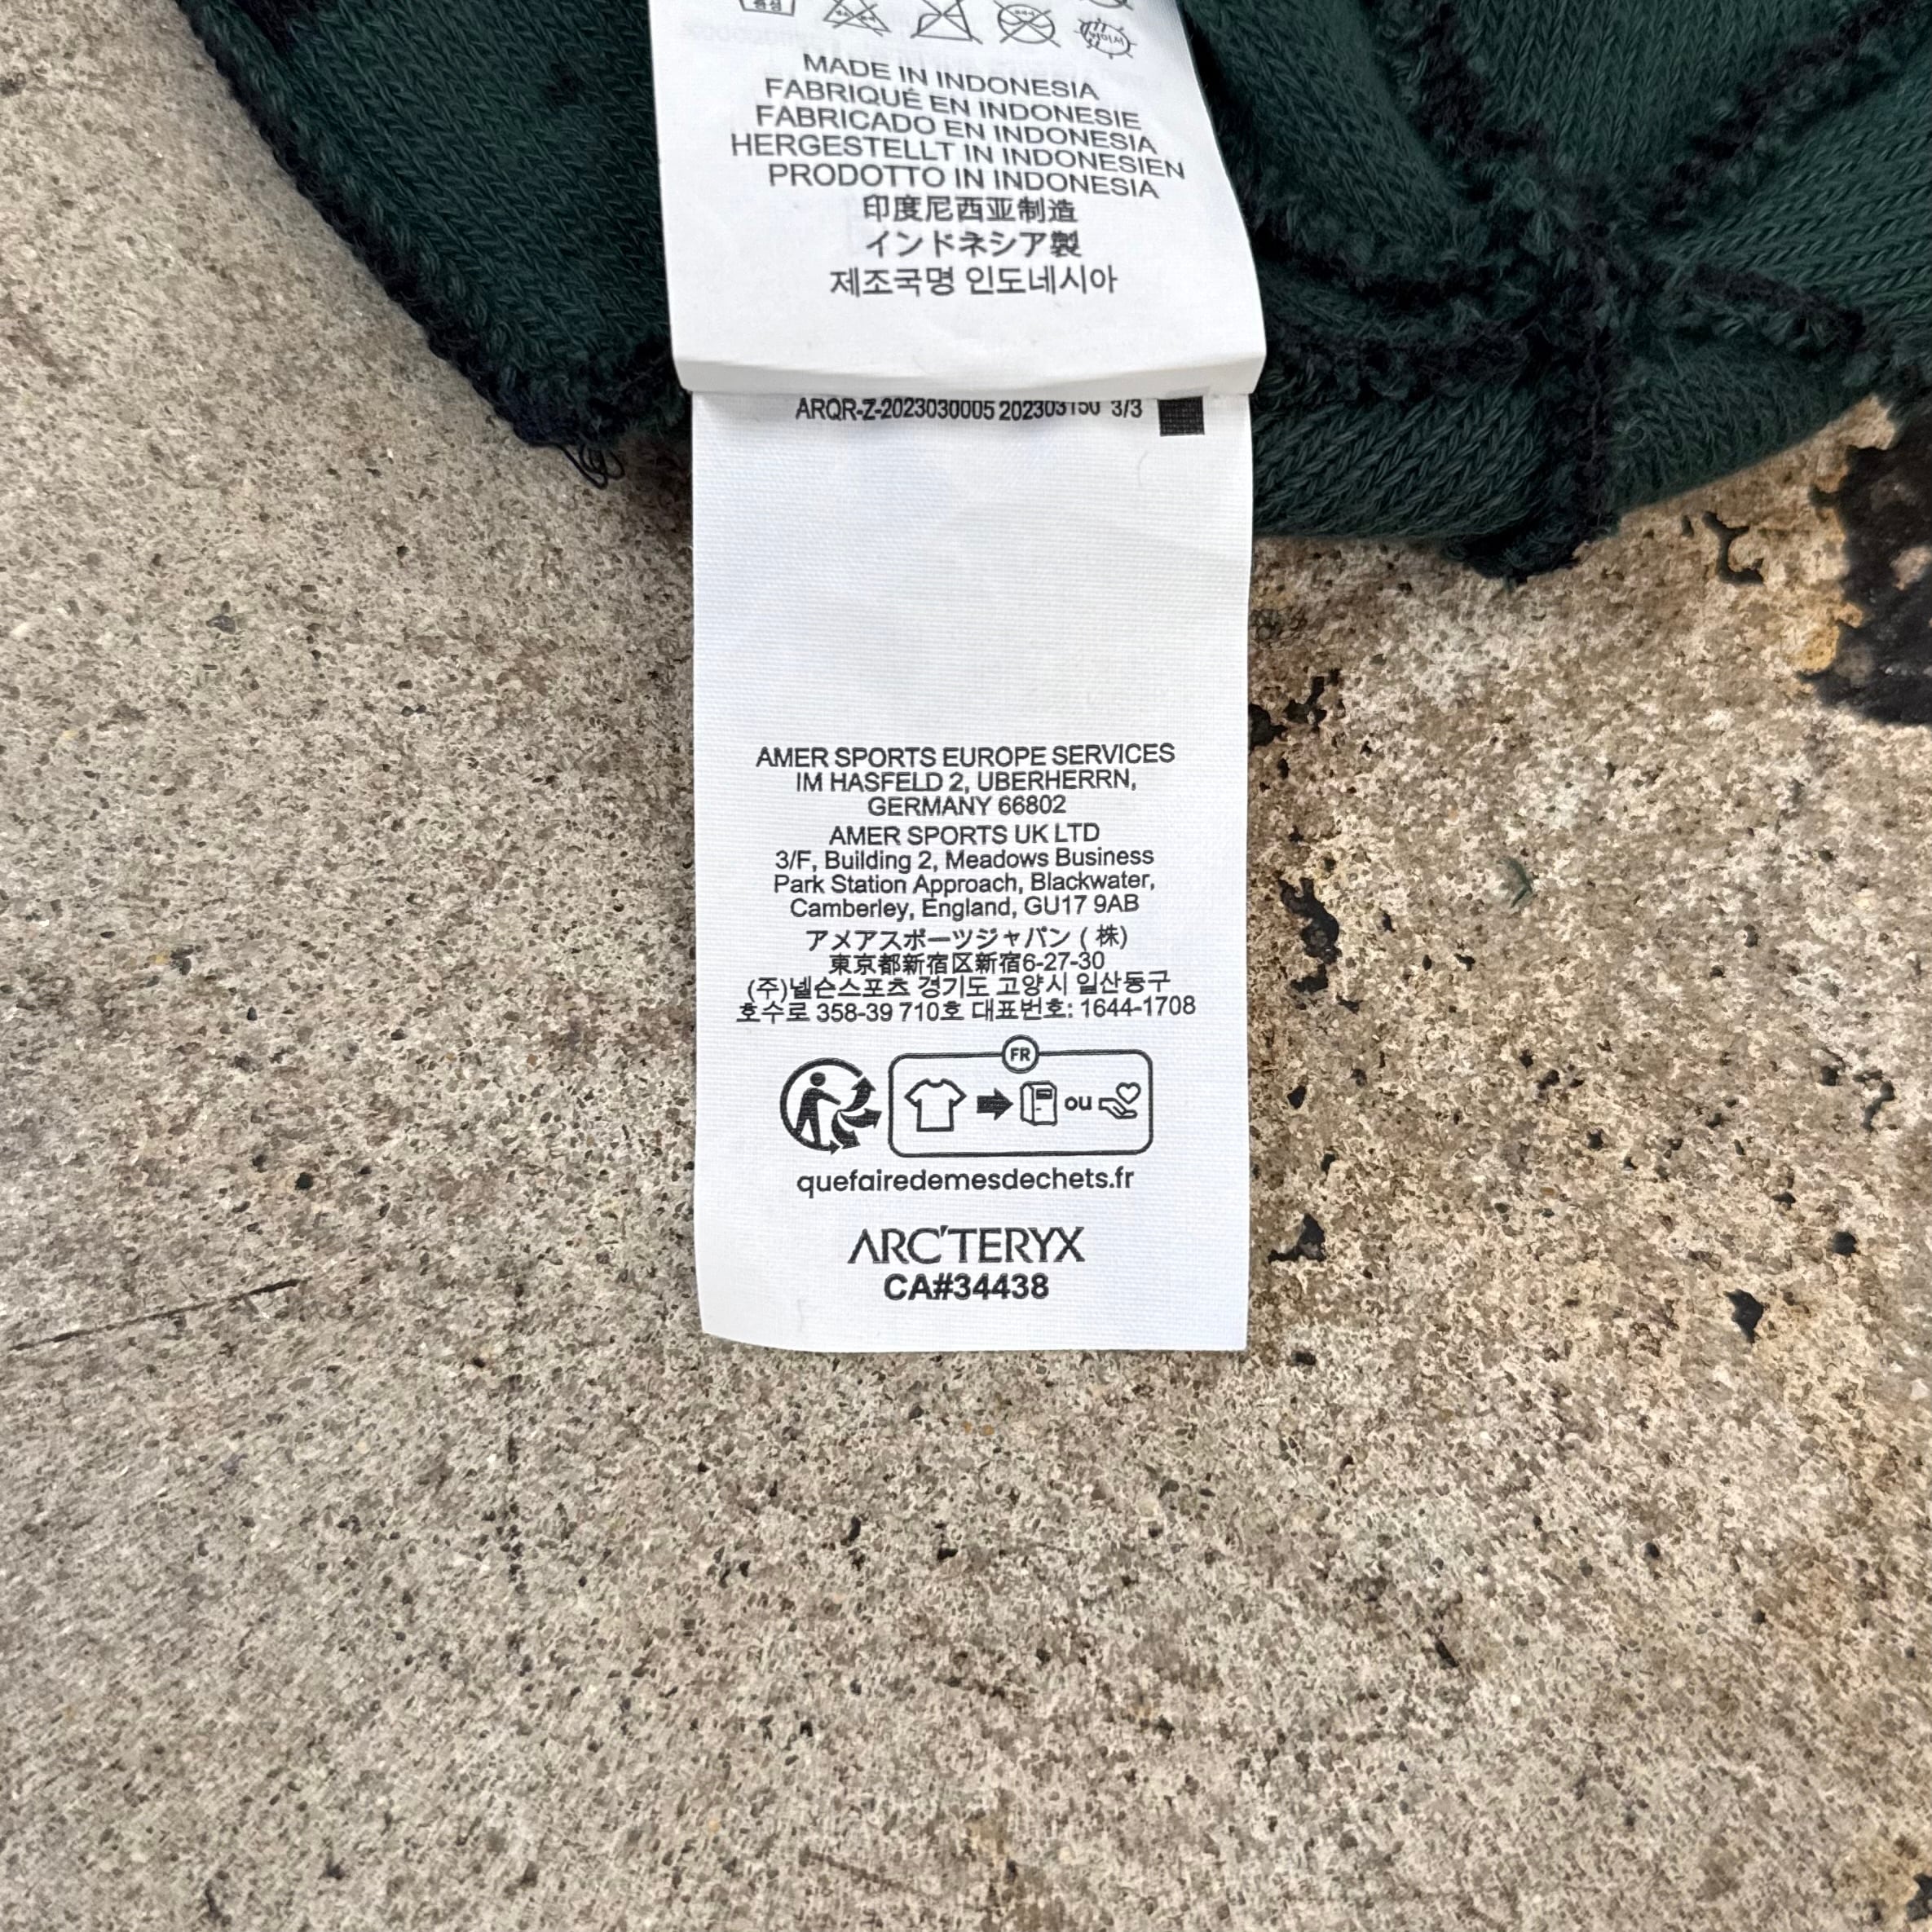 중성
MADE IN INDONESIA
FABRIQUÉ EN INDONESIE
FABRICADO EN INDONESIA
HERGESTELLT IN INDONESIEN
PRODOTTO IN INDONESIA
印度尼西亚制造
インドネシア製
제조국명 인도네시아
ARQR-Z-2023030005 202303150 3/3
AMER SPORTS EUROPE SERVICES
IM HASFELD 2, UBERHERRN,
GERMANY 66802
AMER SPORTS UK LTD
3/F, Building 2, Meadows Business
Park Station Approach, Blackwater,
Camberley, England, GU17 9AB
アメアスポーツジャパン ( 株)
東京都新宿区新宿6-27-30
(주)넬슨스포츠 경기도 고양시 일산동구
호수로 358-39 710호 대표번호: 1644-1708
FR
ou
quefairedemesdechets.fr
ARC'TERYX
CA#34438